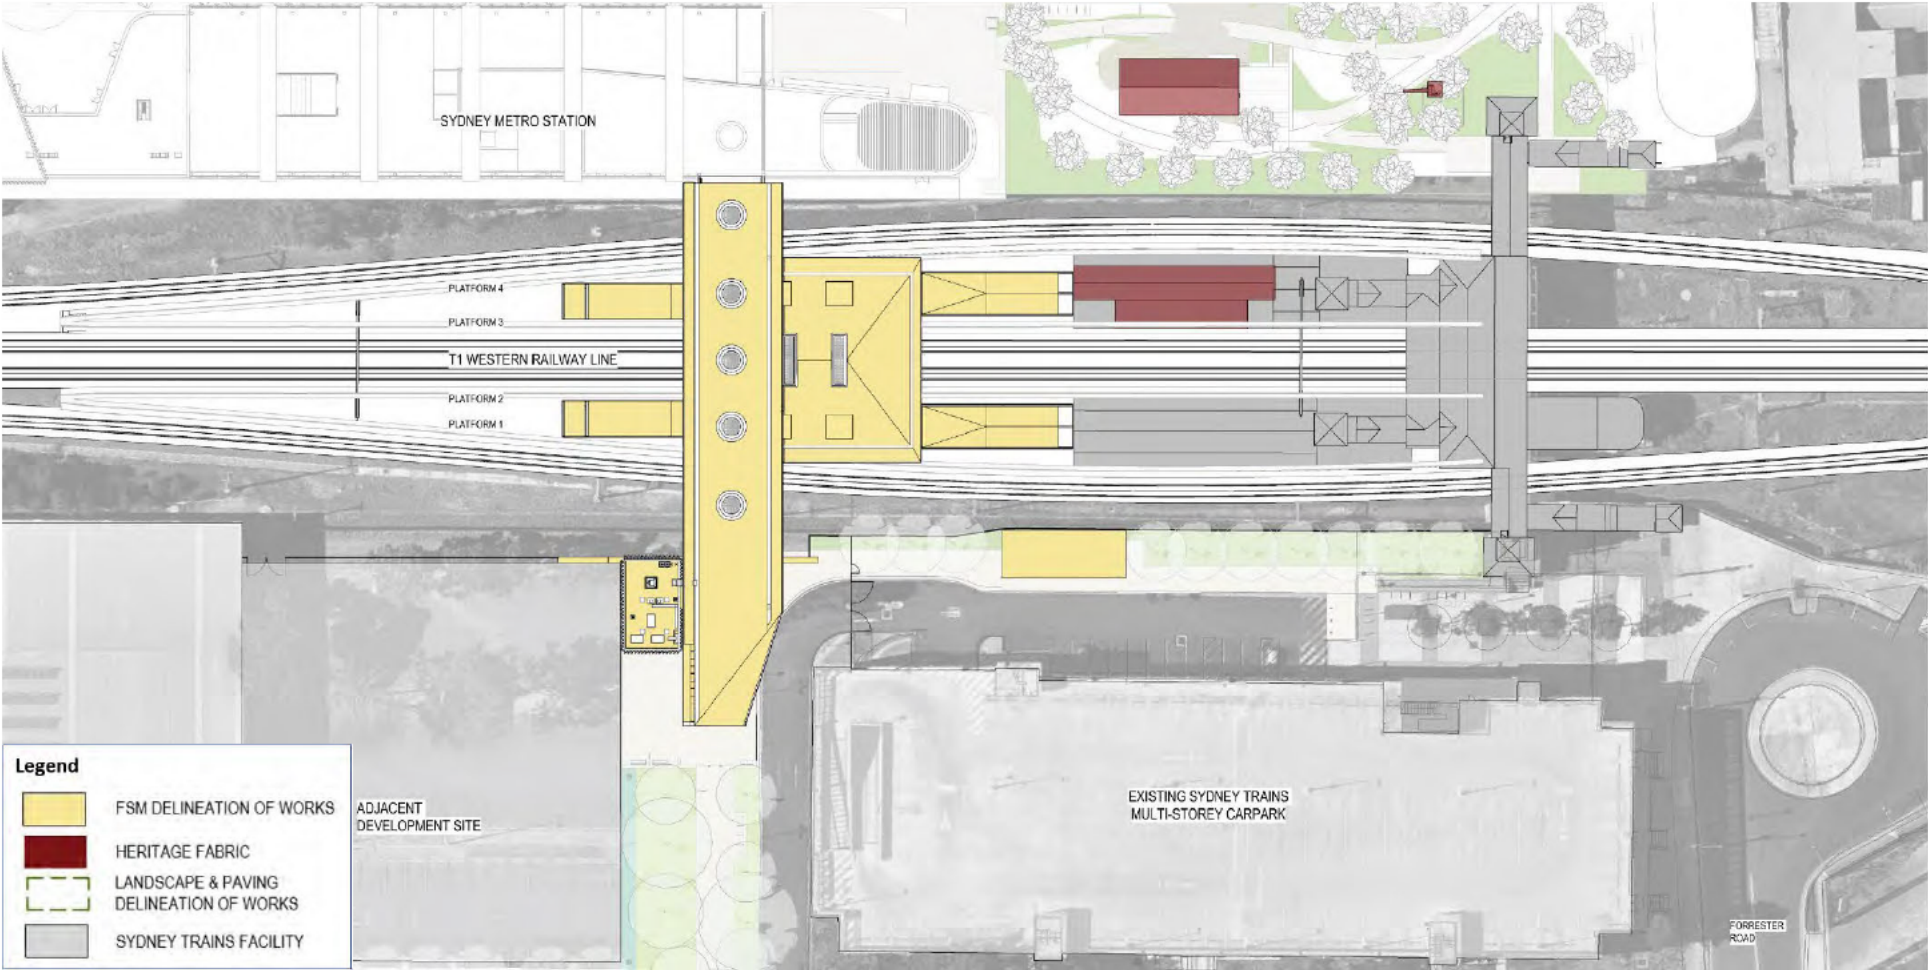 SYDNEY METRO STATION
PLATFORM 4
PLATFORM 3
T1 WESTERN RAILWAY LINE
PLATFORM 2
PLATFORM 1
Legend
FSM DELINEATION OF WORKS
HERITAGE FABRIC
LANDSCAPE & PAVING
DELINEATION OF WORKS
SYDNEY TRAINS FACILITY
ADJACENT
DEVELOPMENT SITE
EXISTING SYDNEY TRAINS
MULTI-STOREY CARPARK
FORRESTER
ROAD